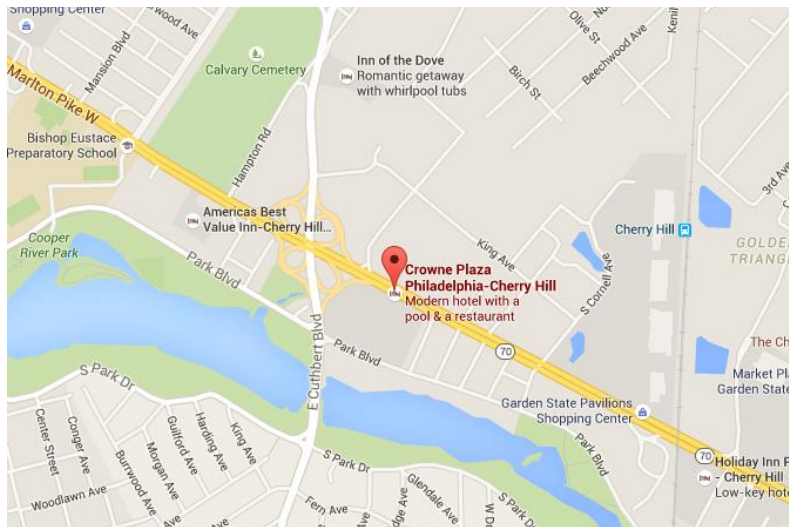 Shopping Center
Burrwood Ave
Mansion Blvd
Marlton Pike W
Calvary Cemetery
Inn of the Dove
Romantic getaway
with whirlpool tubs
Olive St
Beechwood Ave
Birch St
Bishop Eustace
Preparatory School
Hampton Rd
Americas Best
Value Inn-Cherry Hill...
3rd Ave
Cooper
River Park
Park Blvd
King Ave
Cherry Hill
GOLDEN
TRIANG
Crowne Plaza
Philadelphia-Cherry Hill
Modern hotel with a
pool & a restaurant
S Cornell Ave
E Cuthbert Blvd
Park Blvd
70
The Ch
S Park Dr
Market Pl
Garden State
Garden State Pavilions
Shopping Center
Center Street
Conger Ave
Burrwood Ave
Morgan Ave
Guilford Ave
Harding Ave
King Ave
Park Blvd
70
Holiday Inn P
- Cherry Hill
Low-key hote
S Park Dr
Woodlawn Ave
Fern Ave
Glendale Ave
S Park Dr